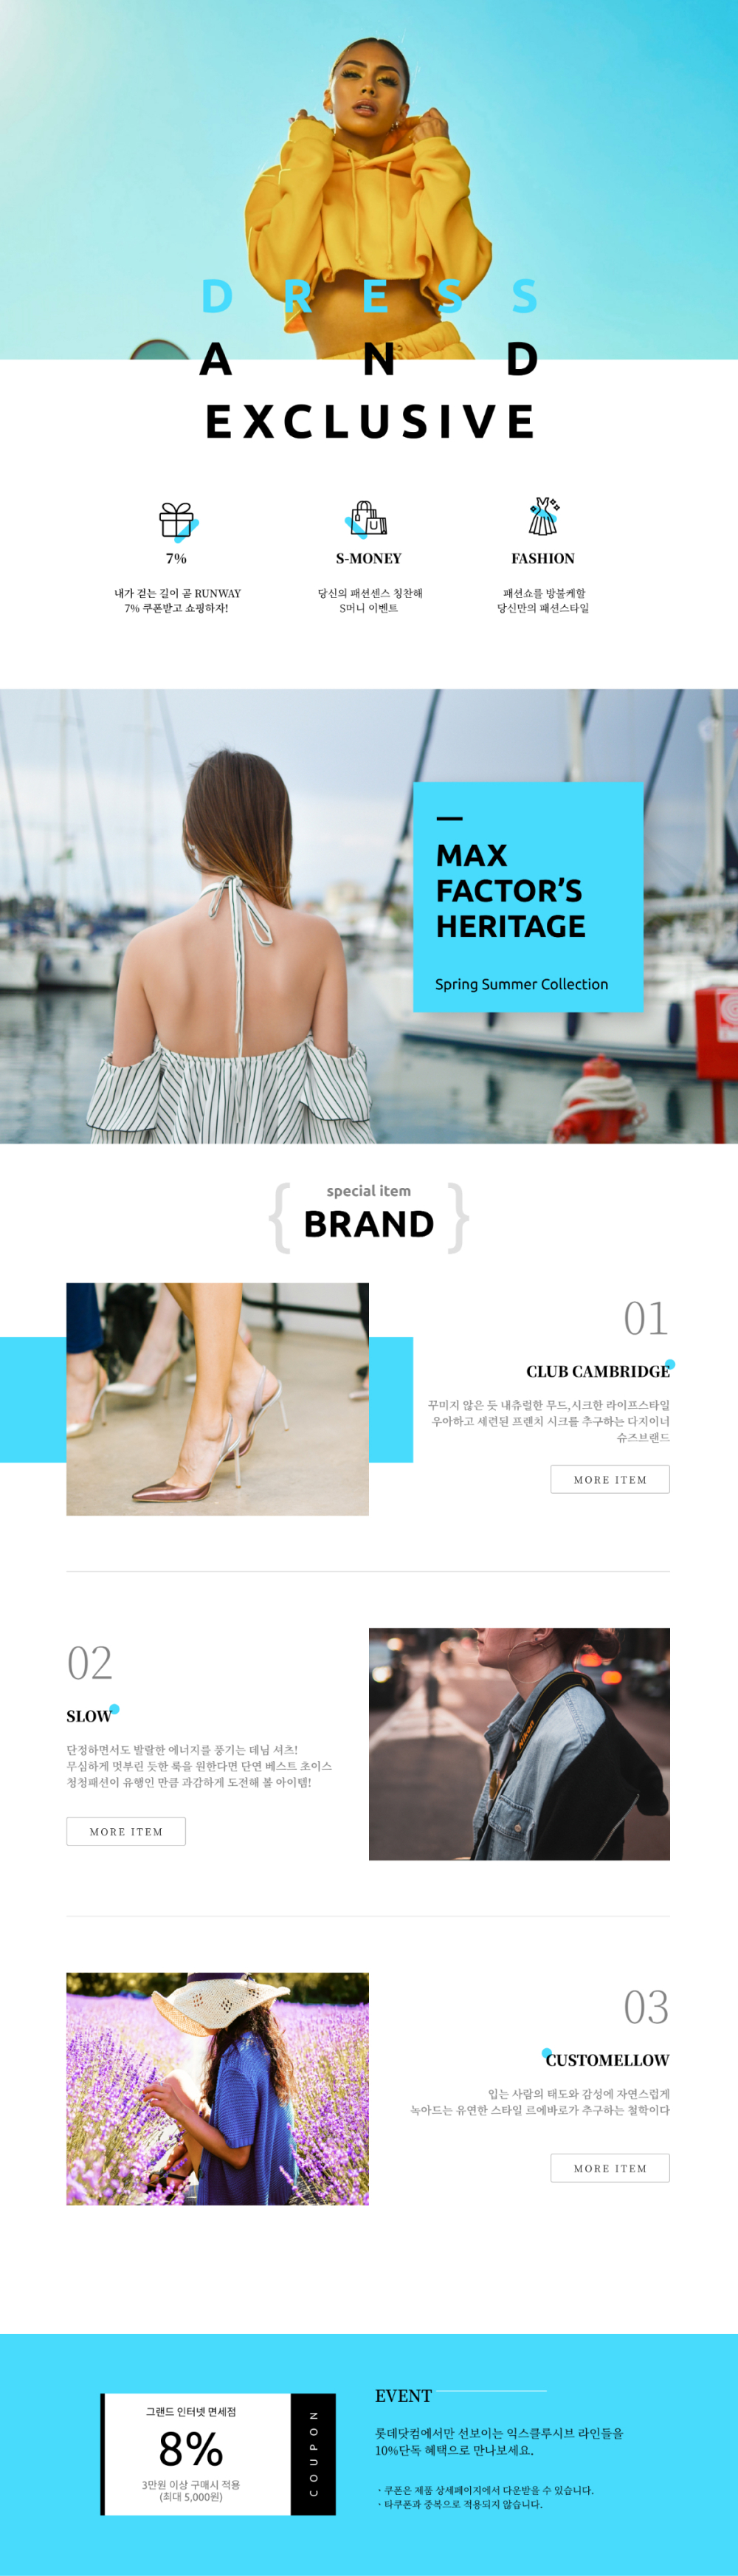 DRESS
AND
EXCLUSIVE
7%
내가 걷는 길이 곧 RUNWAY
7% 쿠폰받고 쇼핑하자!
S-MONEY
당신의 패션센스 칭찬해
S머니 이벤트
FASHION
패션쇼를 방불케할
당신만의 패션스타일
MAX
FACTOR'S
HERITAGE
Spring Summer Collection
special item
BRAND
01
CLUB CAMBRIDGE
꾸미지 않은 듯 내츄럴한 무드,시크한 라이프스타일
우아하고 세련된 프렌치 시크를 추구하는 디자이너
슈즈브랜드
MORE ITEM
02
SLOW
단정하면서도 발랄한 에너지를 풍기는 데님 셔츠!
무심하게 멋부린 듯한 룩을 원한다면 단연 베스트 초이스
청청패션이 유행인 만큼 과감하게 도전해 볼 아이템!
MORE ITEM
Nikon
03
CUSTOMELLOW
입는 사람의 태도와 감성에 자연스럽게
녹아드는 유연한 스타일 르에바로가 추구하는 철학이다
MORE ITEM
그랜드 인터넷 면세점
8%
3만원 이상 구매시 적용
(최대 5,000원)
COUPON
EVENT
롯데닷컴에서만 선보이는 익스클루시브 라인들을
10%단독 혜택으로 만나보세요.
· 쿠폰은 제품 상세페이지에서 다운받을 수 있습니다.
· 타쿠폰과 중복으로 적용되지 않습니다.